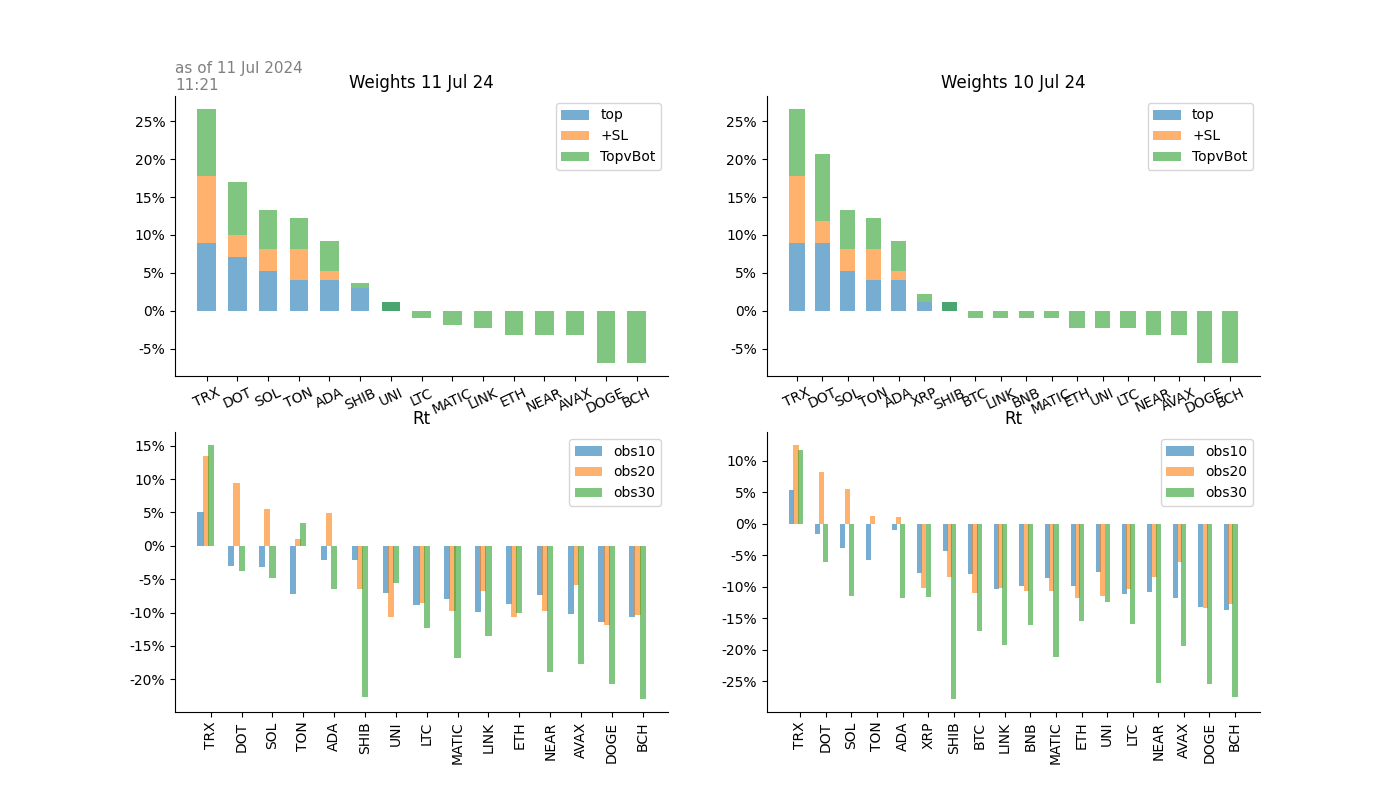 as of 11 Jul 2024
11:21
Weights 11 Jul 24
25%
20%
15%
10%
5%
0%
-5%
top
+SL
TopvBot
TRX DOT SOL TON ADA SHIB UNI LTC MATIC LINK ETH NEAR AVAX DOGE BCH
Weights 10 Jul 24
25%
20%
15%
10%
5%
0%
-5%
top
+SL
TopvBot
TRX DOT SOL TON ADA XRP SHIB BTC LINK BNB MATIC ETH UNI LTC NEAR AVAX DOGE BCH
Rt
15%
10%
5%
0%
-5%
-10%
-15%
-20%
obs10
obs20
obs30
TRX DOT SOL TON ADA SHIB UNI LTC MATIC LINK ETH NEAR AVAX DOGE BCH
Rt
10%
5%
0%
-5%
-10%
-15%
-20%
-25%
obs10
obs20
obs30
TRX DOT SOL TON ADA XRP SHIB BTC LINK BNB MATIC ETH UNI LTC NEAR AVAX DOGE BCH